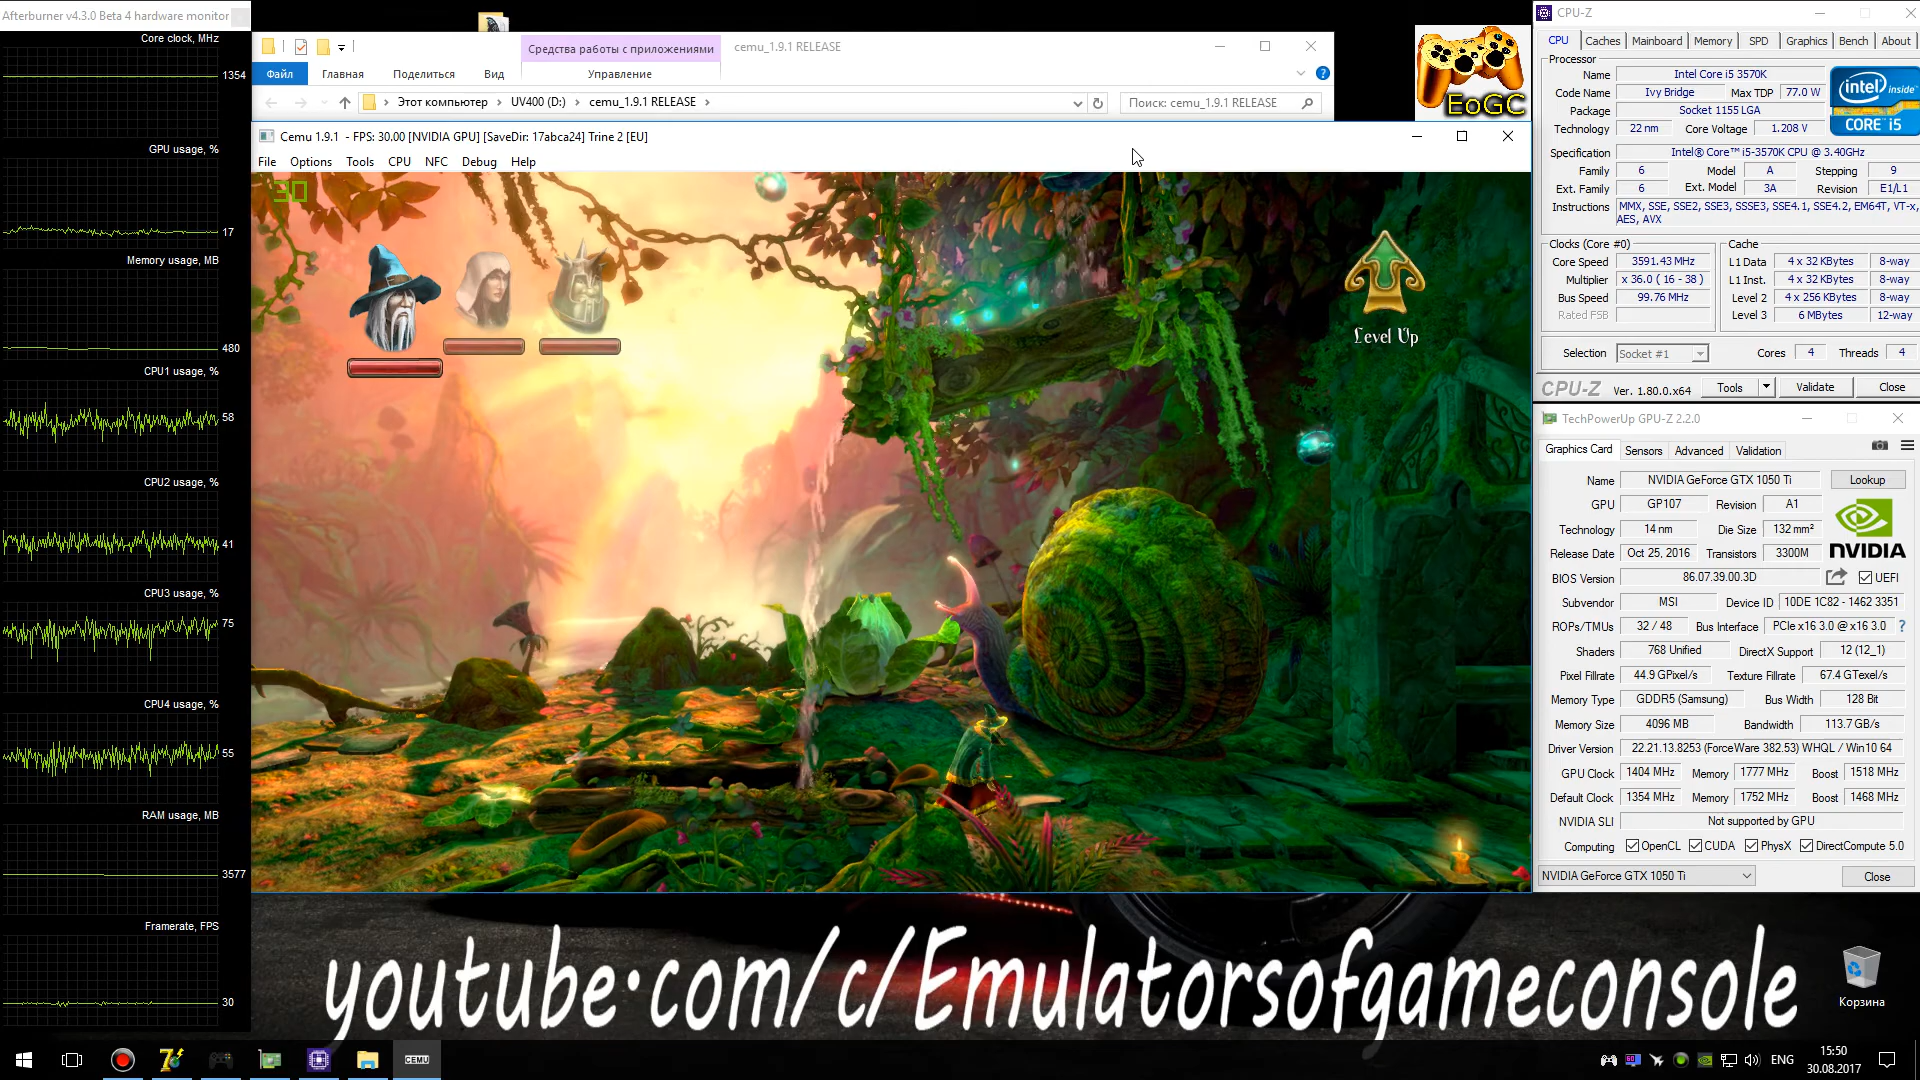 Afterburner v4.3.0 Beta 4 hardware monitor
Core clock, MHz
1354
GPU usage, %
17
Memory usage, MB
480
CPU1 usage, %
58
CPU2 usage, %
41
CPU3 usage, %
75
CPU4 usage, %
55
RAM usage, MB
3577
Framerate, FPS
30
Средства работы с приложениями
cemu_1.9.1 RELEASE
Файл Главная Поделиться Вид Управление
Этот компьютер UV400 (D:) cemu_1.9.1 RELEASE
Поиск: cemu_1.9.1 RELEASE
EoGC
Cemu 1.9.1 - FPS: 30.00 [NVIDIA GPU] [SaveDir: 17abca24] Trine 2 [EU]
File Options Tools CPU NFC Debug Help
30
Level Up
CPU-Z
CPU Caches Mainboard Memory SPD Graphics Bench About
Processor
Name Intel Core i5 3570K
Code Name Ivy Bridge Max TDP 77.0 W
Package Socket 1155 LGA
Technology 22 nm Core Voltage 1.208 V
intel inside™
CORE™ i5
Specification Intel® Core™ i5-3570K CPU @ 3.40GHz
Family 6 Model A Stepping 9
Ext. Family 6 Ext. Model 3A Revision E1/L1
Instructions MMX, SSE, SSE2, SSE3, SSSE3, SSE4.1, SSE4.2, EM64T, VT-x,
AES, AVX
Clocks (Core #0)
Core Speed 3591.43 MHz
Multiplier x 36.0 ( 16 - 38 )
Bus Speed 99.76 MHz
Rated FSB
Cache
L1 Data 4 x 32 KBytes 8-way
L1 Inst. 4 x 32 KBytes 8-way
Level 2 4 x 256 KBytes 8-way
Level 3 6 MBytes 12-way
Selection Socket #1 Cores 4 Threads 4
CPU-Z Ver. 1.80.0.x64 Tools Validate Close
TechPowerUp GPU-Z 2.2.0
Graphics Card Sensors Advanced Validation
Name NVIDIA GeForce GTX 1050 Ti Lookup
GPU GP107 Revision A1
Technology 14 nm Die Size 132 mm²
Release Date Oct 25, 2016 Transistors 3300M
NVIDIA
BIOS Version 86.07.39.00.3D UEFI
Subvendor MSI Device ID 10DE 1C82 - 1462 3351
ROPs/TMUs 32 / 48 Bus Interface PCIe x16 3.0 @ x16 3.0 ?
Shaders 768 Unified DirectX Support 12 (12_1)
Pixel Fillrate 44.9 GPixel/s Texture Fillrate 67.4 GTexel/s
Memory Type GDDR5 (Samsung) Bus Width 128 Bit
Memory Size 4096 MB Bandwidth 113.7 GB/s
Driver Version 22.21.13.8253 (ForceWare 382.53) WHQL / Win10 64
GPU Clock 1404 MHz Memory 1777 MHz Boost 1518 MHz
Default Clock 1354 MHz Memory 1752 MHz Boost 1468 MHz
NVIDIA SLI Not supported by GPU
Computing OpenCL CUDA PhysX DirectCompute 5.0
NVIDIA GeForce GTX 1050 Ti Close
youtube.com/c/Emulatorsofgameconsole
Корзина
CEMU
ENG
15:50
30.08.2017